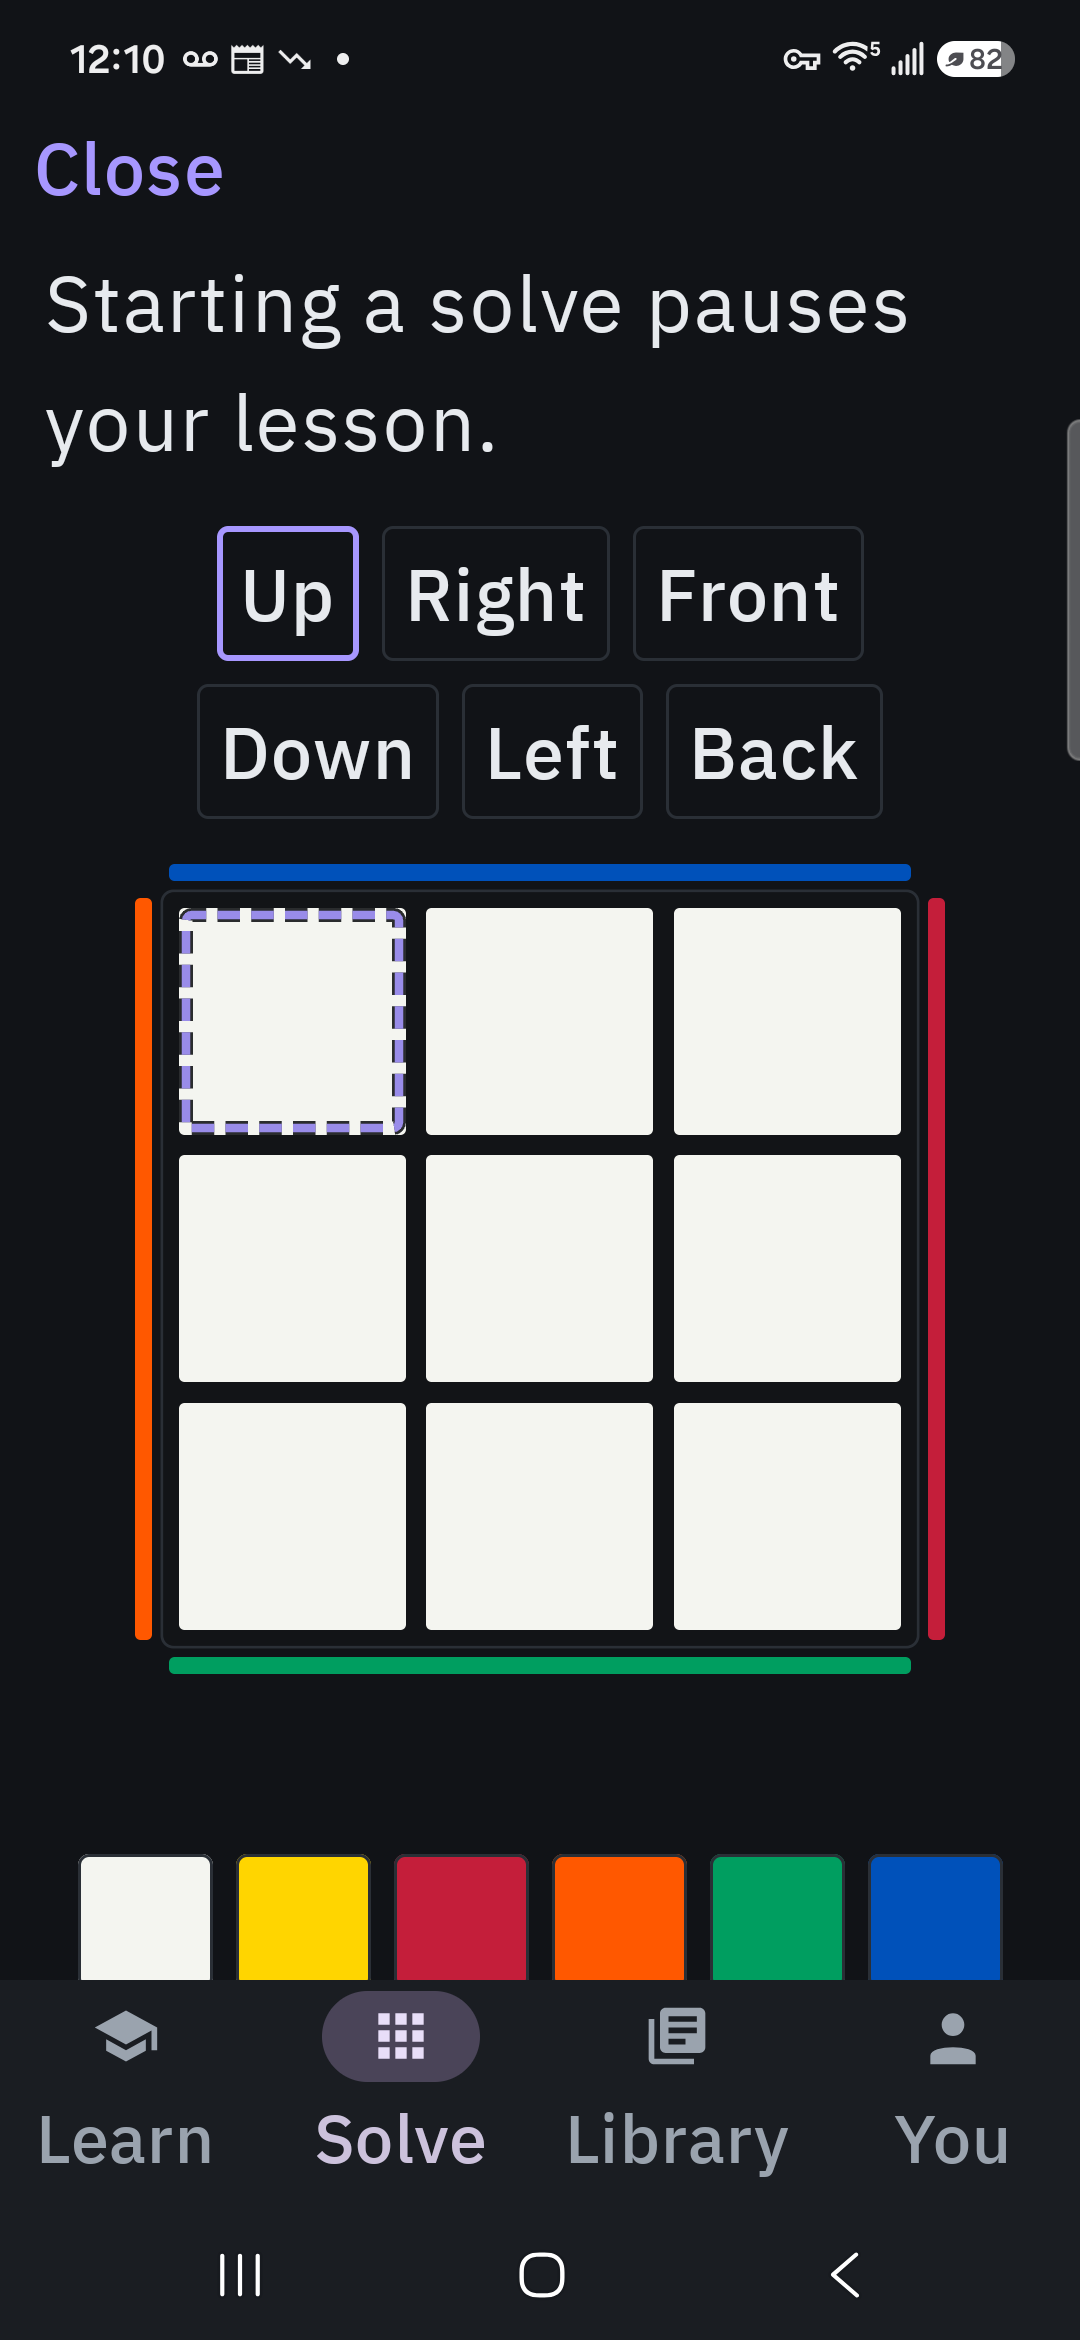 12:10
5
82
Close
Starting a solve pauses
your lesson.
Up Right Front
Down Left Back
Learn Solve Library You